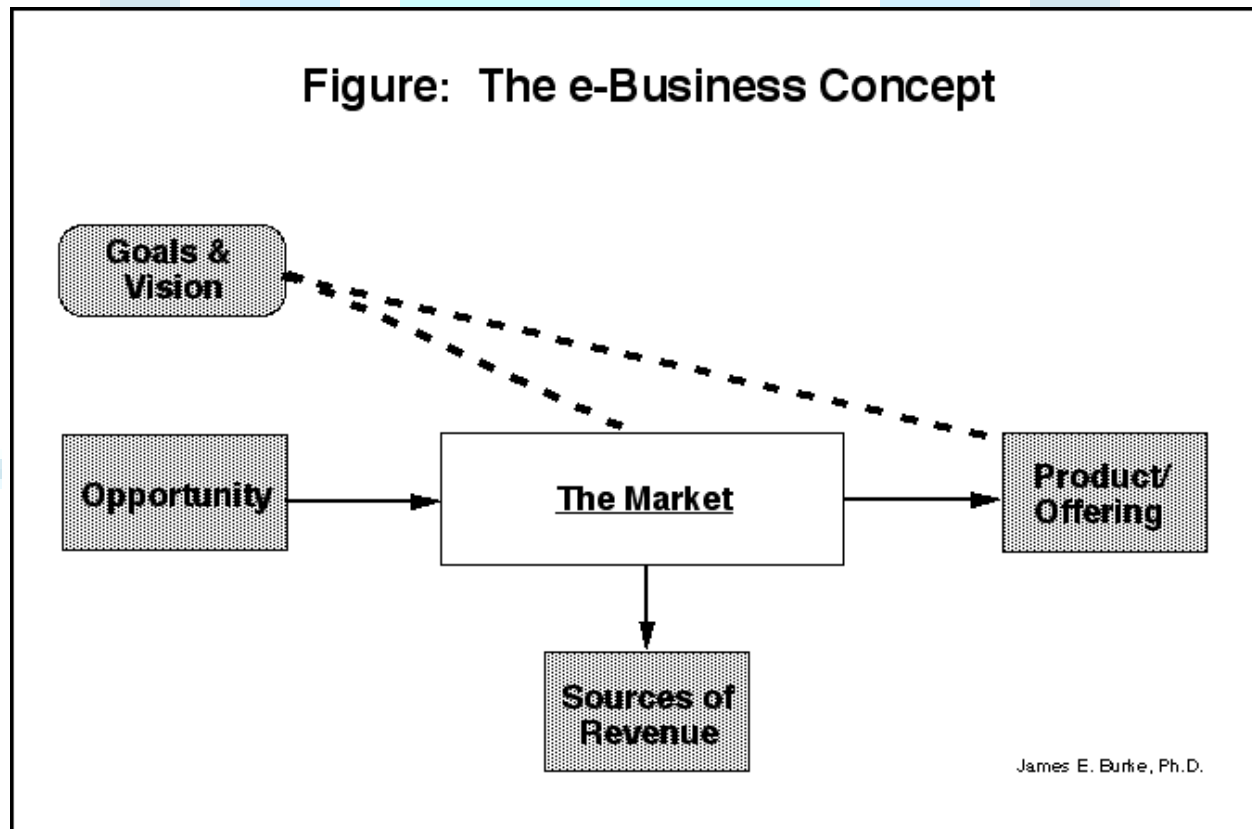 Figure: The e-Business Concept
Goals &
Vision
Opportunity
The Market
Product/
Offering
Sources of
Revenue
James E. Burke, Ph.D.